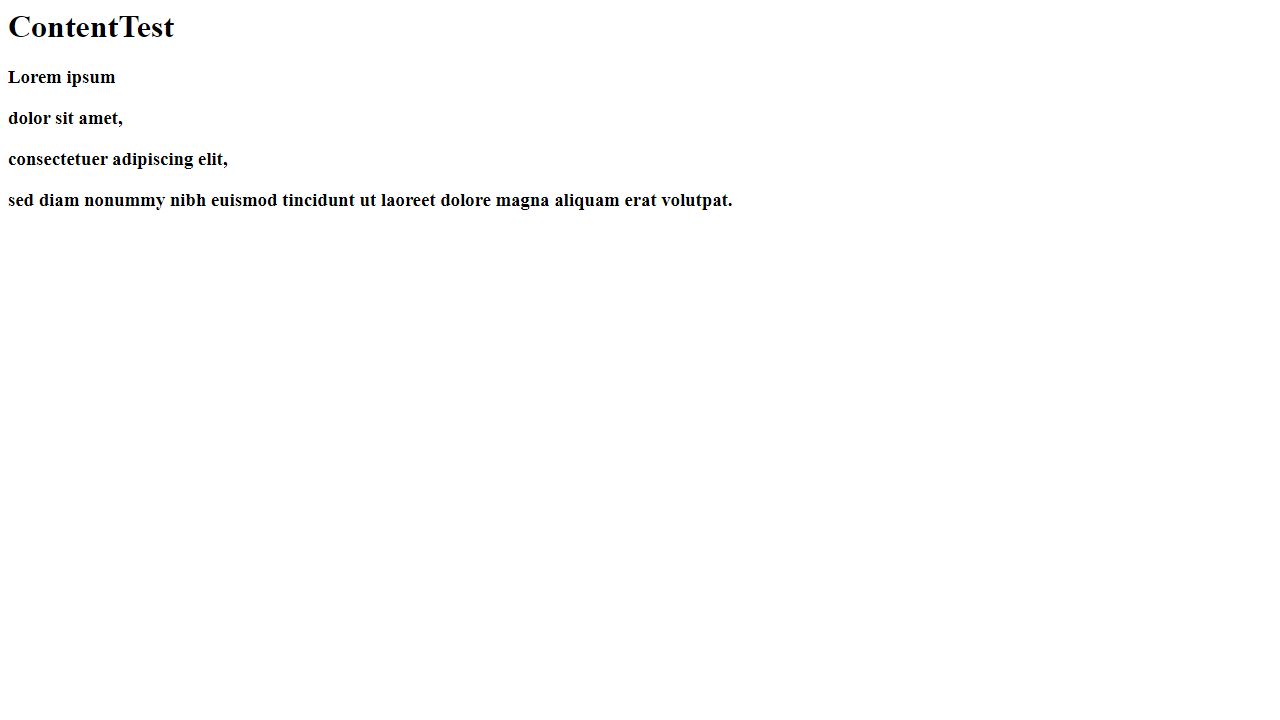 ContentTest
Lorem ipsum
dolor sit amet,
consectetuer adipiscing elit,
sed diam nonummy nibh euismod tincidunt ut laoreet dolore magna aliquam erat volutpat.